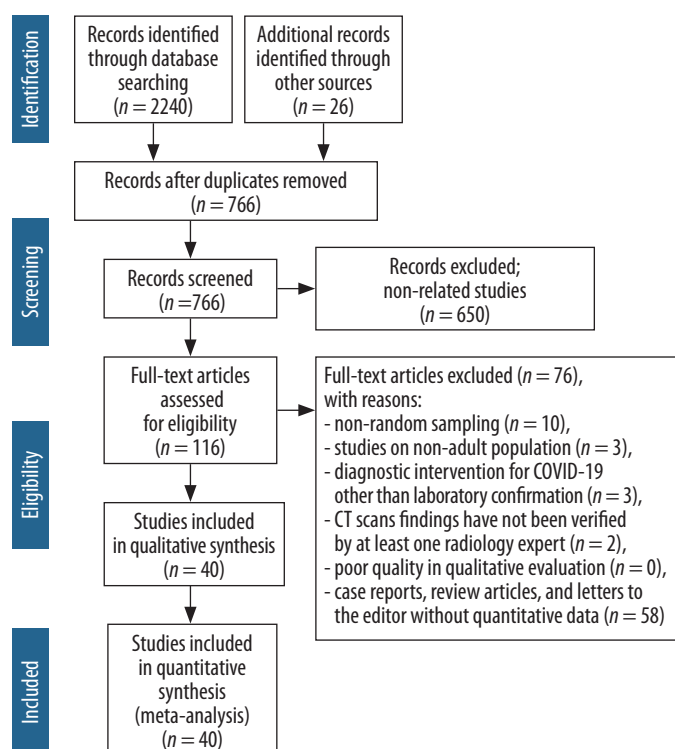 Identification
Records identified
through database
searching
(n = 2240)
Additional records
identified through
other sources
(n = 26)
Records after duplicates removed
(n = 766)
Screening
Records screened
(n =766)
Records excluded;
non-related studies
(n = 650)
Eligibility
Full-text articles
assessed
for eligibility
(n = 116)
Full-text articles excluded (n = 76),
with reasons:
- non-random sampling (n = 10),
- studies on non-adult population (n = 3),
- diagnostic intervention for COVID-19
other than laboratory confirmation (n = 3),
- CT scans findings have not been verified
by at least one radiology expert (n = 2),
- poor quality in qualitative evaluation (n = 0),
- case reports, review articles, and letters to
the editor without quantitative data (n = 58)
Studies included
in qualitative synthesis
(n = 40)
Included
Studies included
in quantitative
synthesis
(meta-analysis)
(n = 40)